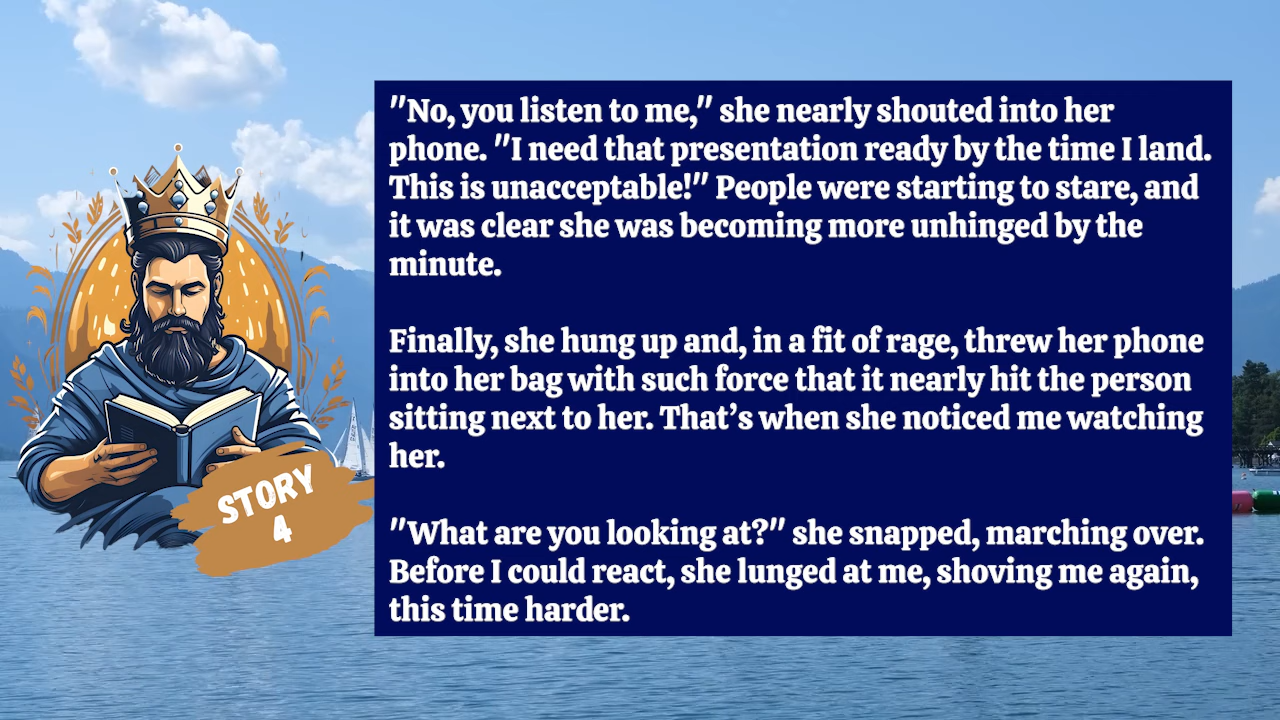 "No, you listen to me," she nearly shouted into her
phone. "I need that presentation ready by the time I land.
This is unacceptable!" People were starting to stare, and
it was clear she was becoming more unhinged by the
minute.
Finally, she hung up and, in a fit of rage, threw her phone
into her bag with such force that it nearly hit the person
sitting next to her. That’s when she noticed me watching
her.
"What are you looking at?" she snapped, marching over.
Before I could react, she lunged at me, shoving me again,
this time harder.
STORY
4